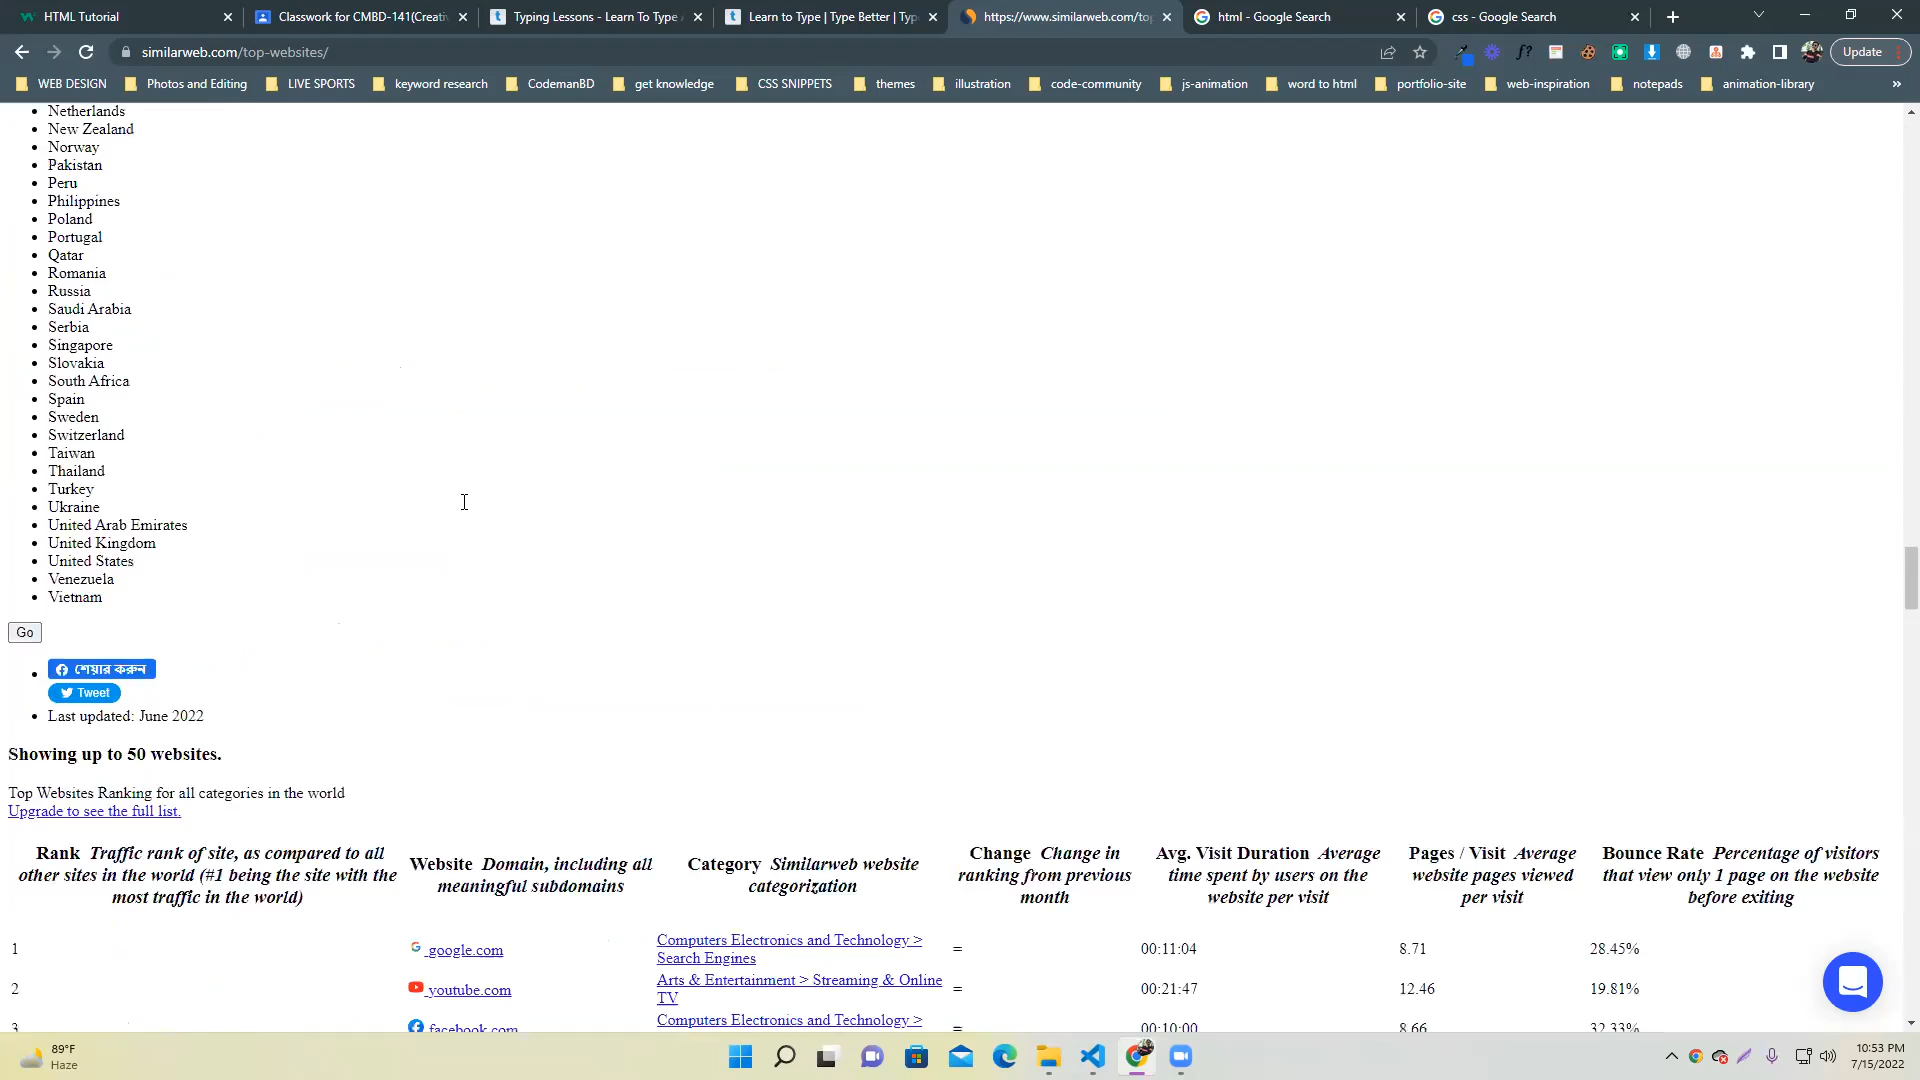 HTML Tutorial
Classwork for CMBD-141(Creati
Typing Lessons - Learn To Type
Learn to Type | Type Better | Typ
https://www.similarweb.com/to
html - Google Search
css - Google Search
similarweb.com/top-websites/
Update
WEB DESIGN
Photos and Editing
LIVE SPORTS
keyword research
CodemanBD
get knowledge
CSS SNIPPETS
themes
illustration
code-community
js-animation
word to html
portfolio-site
web-inspiration
notepads
animation-library
»
Netherlands
New Zealand
Norway
Pakistan
Peru
Philippines
Poland
Portugal
Qatar
Romania
Russia
Saudi Arabia
Serbia
Singapore
Slovakia
South Africa
Spain
Sweden
Switzerland
Taiwan
Thailand
Turkey
Ukraine
United Arab Emirates
United Kingdom
United States
Venezuela
Vietnam
Go
শেয়ার করুন
Tweet
Last updated: June 2022
Showing up to 50 websites.
Top Websites Ranking for all categories in the world
Upgrade to see the full list.
Rank Traffic rank of site, as compared to all
other sites in the world (#1 being the site with the
most traffic in the world)
Website Domain, including all
meaningful subdomains
Category Similarweb website
categorization
Change Change in
ranking from previous
month
Avg. Visit Duration Average
time spent by users on the
website per visit
Pages / Visit Average
website pages viewed
per visit
Bounce Rate Percentage of visitors
that view only 1 page on the website
before exiting
1
google.com
Computers Electronics and Technology >
Search Engines
=
00:11:04
8.71
28.45%
2
youtube.com
Arts & Entertainment > Streaming & Online
TV
=
00:21:47
12.46
19.81%
3
facebook.com
Computers Electronics and Technology >
=
00:10:00
8.66
32.33%
89°F
Haze
10:53 PM
7/15/2022